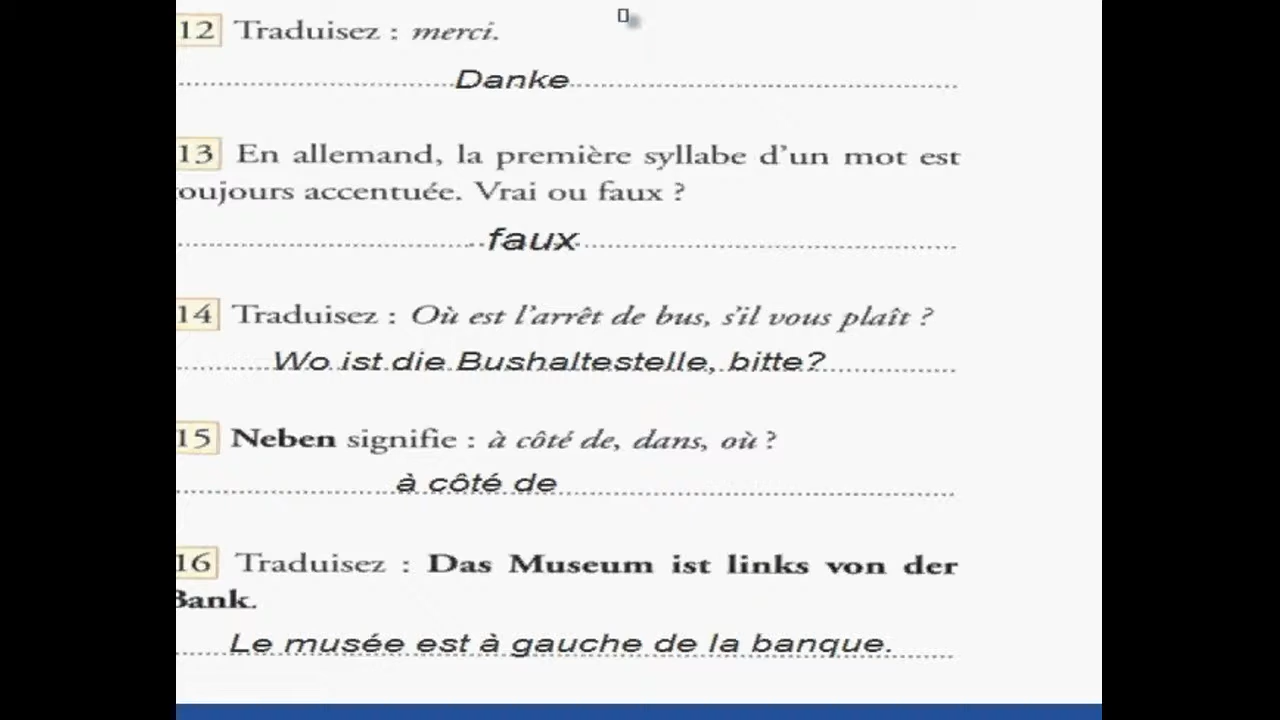 12 Traduisez : merci.
Danke
13 En allemand, la première syllabe d'un mot est
oujours accentuée. Vrai ou faux ?
faux
14 Traduisez : Où est l'arrêt de bus, s'il vous plaît ?
Wo ist die Bushaltestelle, bitte?
15 Neben signifie : à côté de, dans, où ?
à côté de
16 Traduisez : Das Museum ist links von der
Bank.
Le musée est à gauche de la banque.